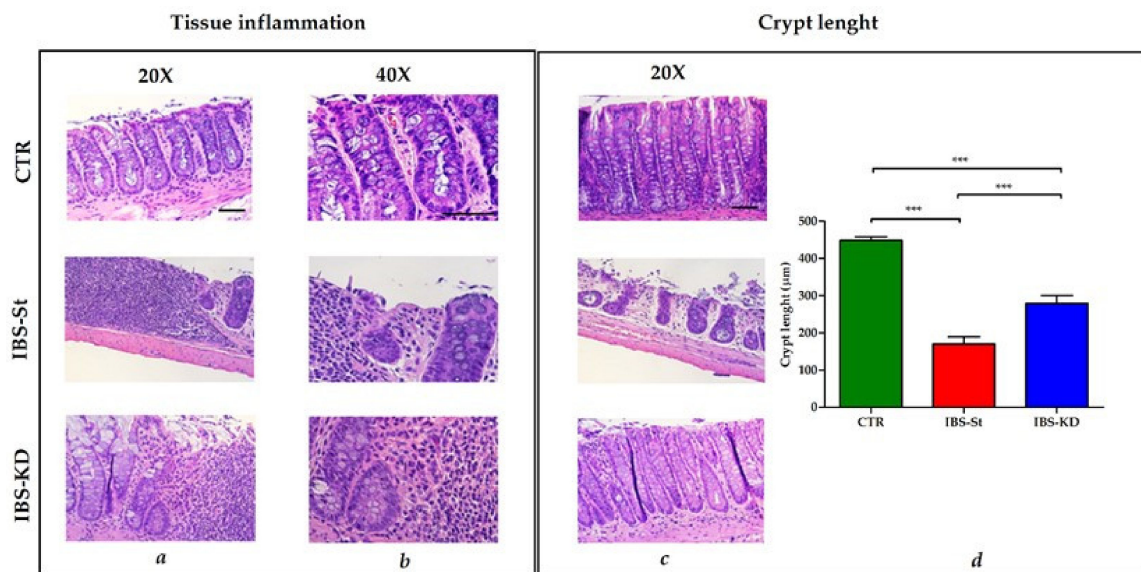 Tissue inflammation
Crypt lenght
20X
40X
20X
CTR
IBS-St
IBS-KD
a
b
c
d
***
***
***
Crypt lenght (µm)
500
400
300
200
100
0
CTR
IBS-St
IBS-KD